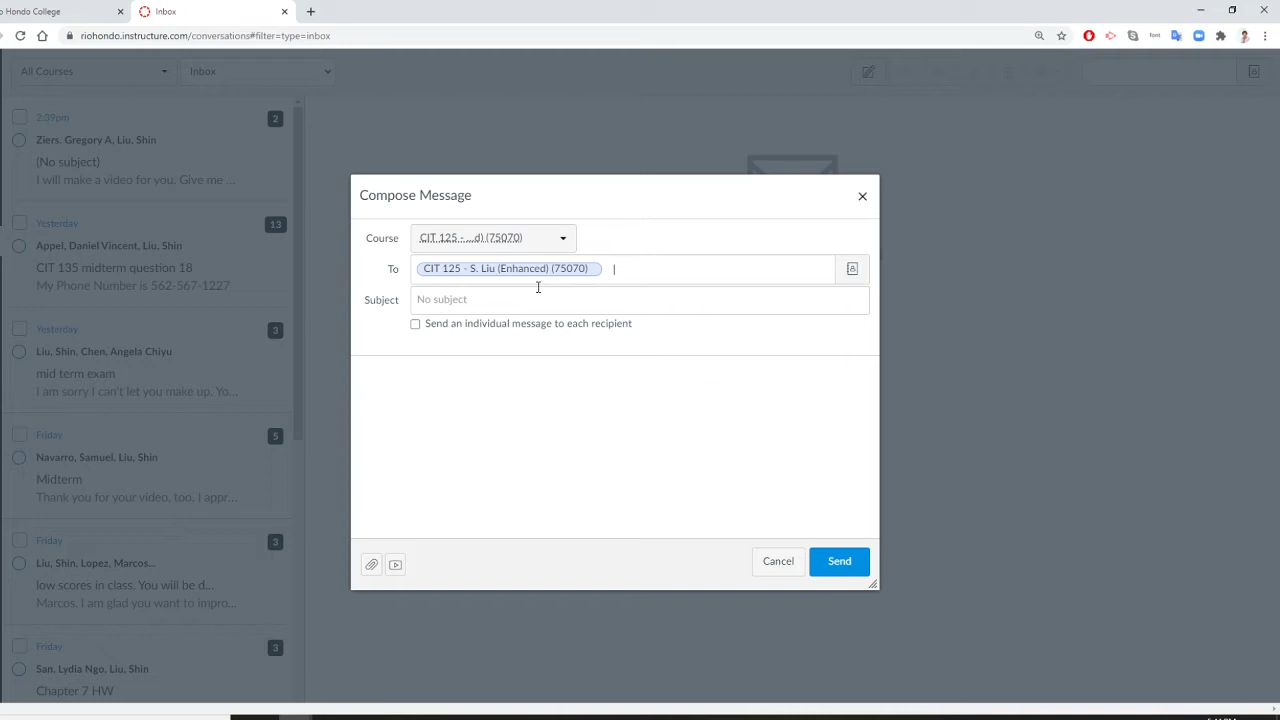 o Hondo College
Inbox
riohondo.instructure.com/conversations#filter=type=inbox
All Courses
Inbox
2:39pm
2
Ziers, Gregory A, Liu, Shin
(No subject)
I will make a video for you. Give me ...
Yesterday
13
Appel, Daniel Vincent, Liu, Shin
CIT 135 midterm question 18
My Phone Number is 562-567-1227
Yesterday
3
Liu, Shin, Chen, Angela Chiyu
mid term exam
I am sorry I can't let you make up. Yo...
Friday
5
Navarro, Samuel, Liu, Shin
Midterm
Thank you for your video, too, I appr...
Friday
3
Liu, Shin, Lopez, Marcos...
low scores in class. You will be d...
Marcos. I am glad you want to impro...
Friday
3
San, Lydia Ngo, Liu, Shin
Chapter 7 HW
Compose Message
Course
CIT 125 - ...d) (75070)
To
CIT 125 - S. Liu (Enhanced) (75070)
Subject
No subject
Send an individual message to each recipient
Cancel
Send